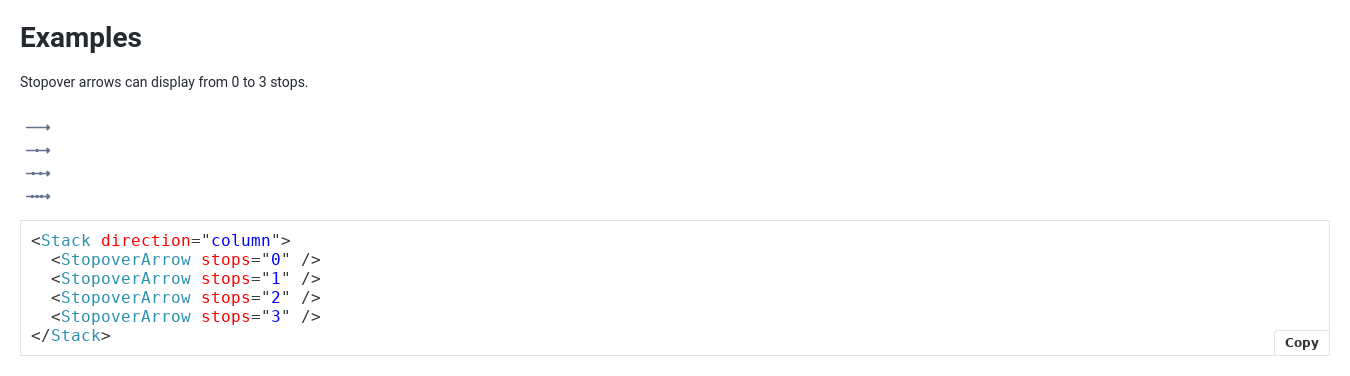 Examples
Stopover arrows can display from 0 to 3 stops.
<Stack direction="column">
  <StopoverArrow stops="0" />
  <StopoverArrow stops="1" />
  <StopoverArrow stops="2" />
  <StopoverArrow stops="3" />
</Stack>
Copy